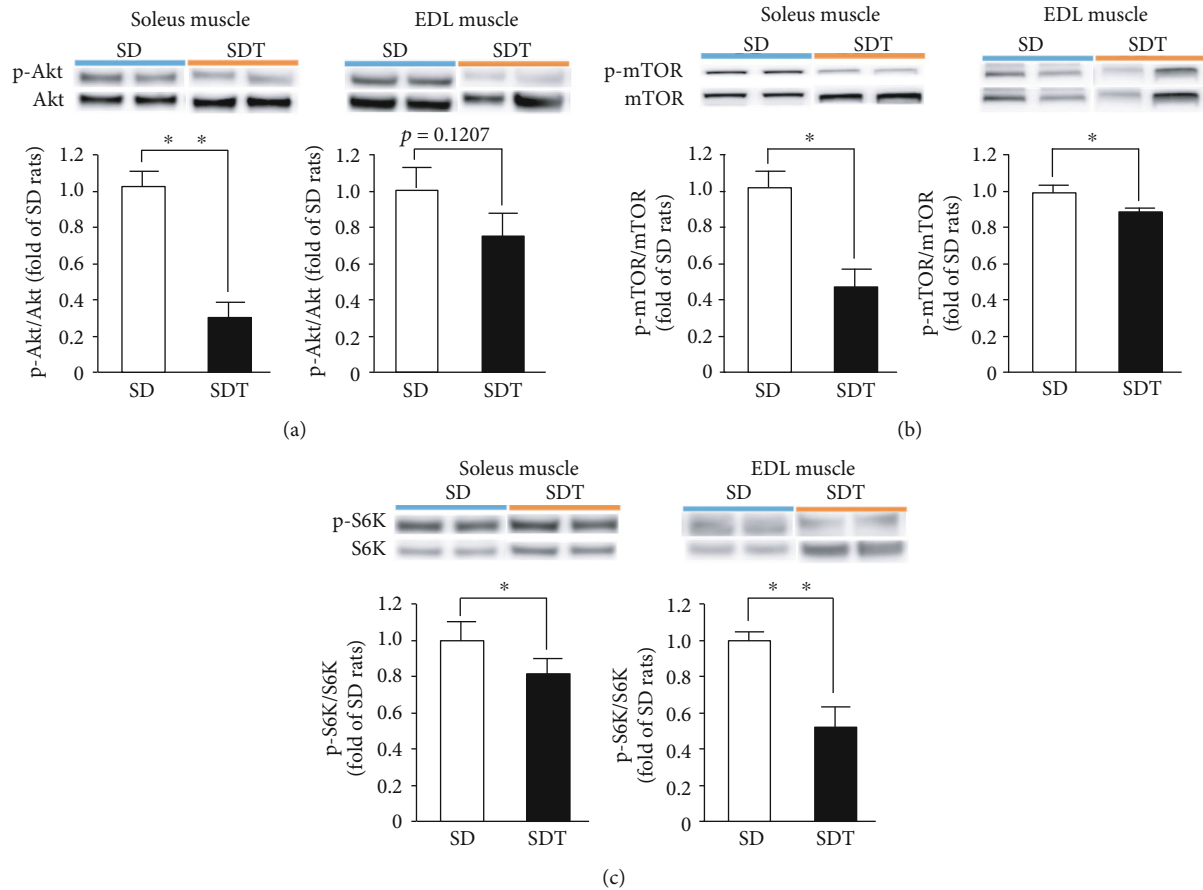 Soleus muscle
SD SDT
p-Akt
Akt
* *
p-Akt/Akt (fold of SD rats)
1.2
1.0
0.8
0.6
0.4
0.2
0
SD SDT
EDL muscle
SD SDT
p = 0.1207
p-Akt/Akt (fold of SD rats)
1.2
1.0
0.8
0.6
0.4
0.2
0
SD SDT
(a)
Soleus muscle
SD SDT
p-mTOR
mTOR
*
p-mTOR/mTOR
(fold of SD rats)
1.2
1.0
0.8
0.6
0.4
0.2
0
SD SDT
EDL muscle
SD SDT
*
p-mTOR/mTOR
(fold of SD rats)
1.2
1.0
0.8
0.6
0.4
0.2
0
SD SDT
(b)
Soleus muscle
SD SDT
p-S6K
S6K
*
p-S6K/S6K
(fold of SD rats)
1.2
1.0
0.8
0.6
0.4
0.2
0
SD SDT
EDL muscle
SD SDT
* *
p-S6K/S6K
(fold of SD rats)
1.2
1.0
0.8
0.6
0.4
0.2
0
SD SDT
(c)